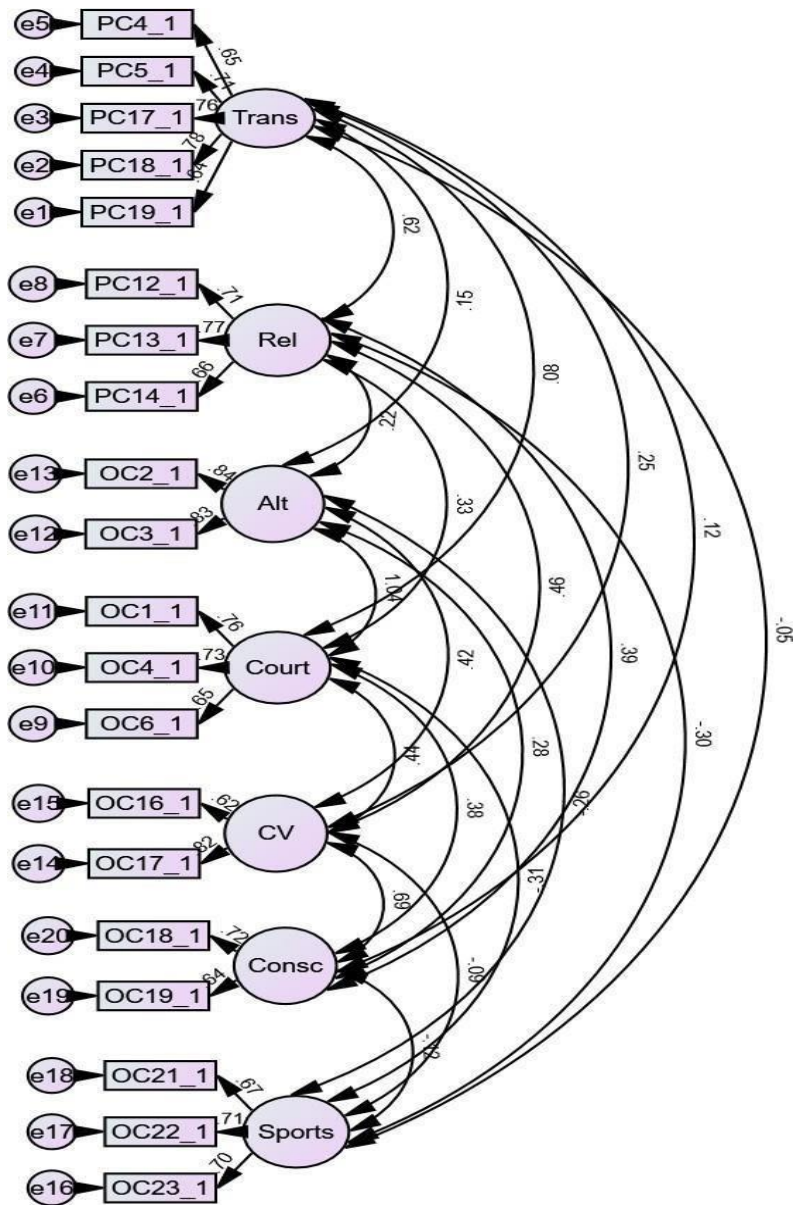 e5 PC4_1 .65
e4 PC5_1 .71
e3 PC17_1 .76 Trans
e2 PC18_1 .78
e1 PC19_1 .64
.62
.15
.08
.25
.12
-.05
e8 PC12_1 .71
e7 PC13_1 .77 Rel
e6 PC14_1 .66
.22
.33
.46
.39
-.30
e13 OC2_1 .84
Alt
e12 OC3_1 .83
1.04
.42
.28
-.26
e11 OC1_1 .76
e10 OC4_1 .73 Court
e9 OC6_1 .65
.38
-.31
e15 OC16_1 .62
CV
e14 OC17_1 .82
.69
-.09
e20 OC18_1 .72
Consc
e19 OC19_1 .64
e18 OC21_1 .67
e17 OC22_1 .71 Sports
e16 OC23_1 .70